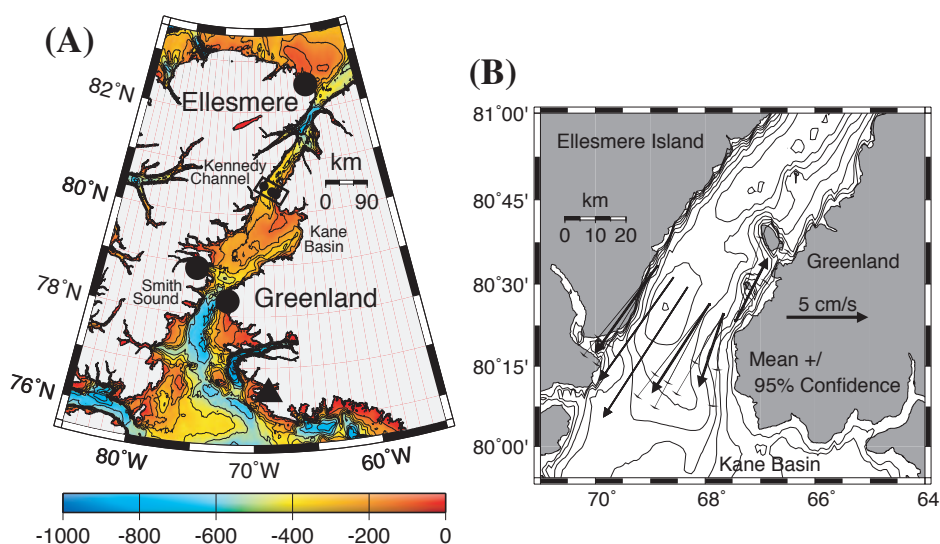 (A)
82°N
Ellesmere
Kennedy
Channel
km
0 90
80°N
Kane
Basin
Smith
Sound
78°N
Greenland
76°N
80°W
70°W
60°W
-1000 -800 -600 -400 -200 0
(B)
81°00'
Ellesmere Island
km
0 10 20
80°45'
Greenland
80°30'
5 cm/s
80°15'
Mean +/
95% Confidence
80°00'
Kane Basin
70° 68° 66° 64